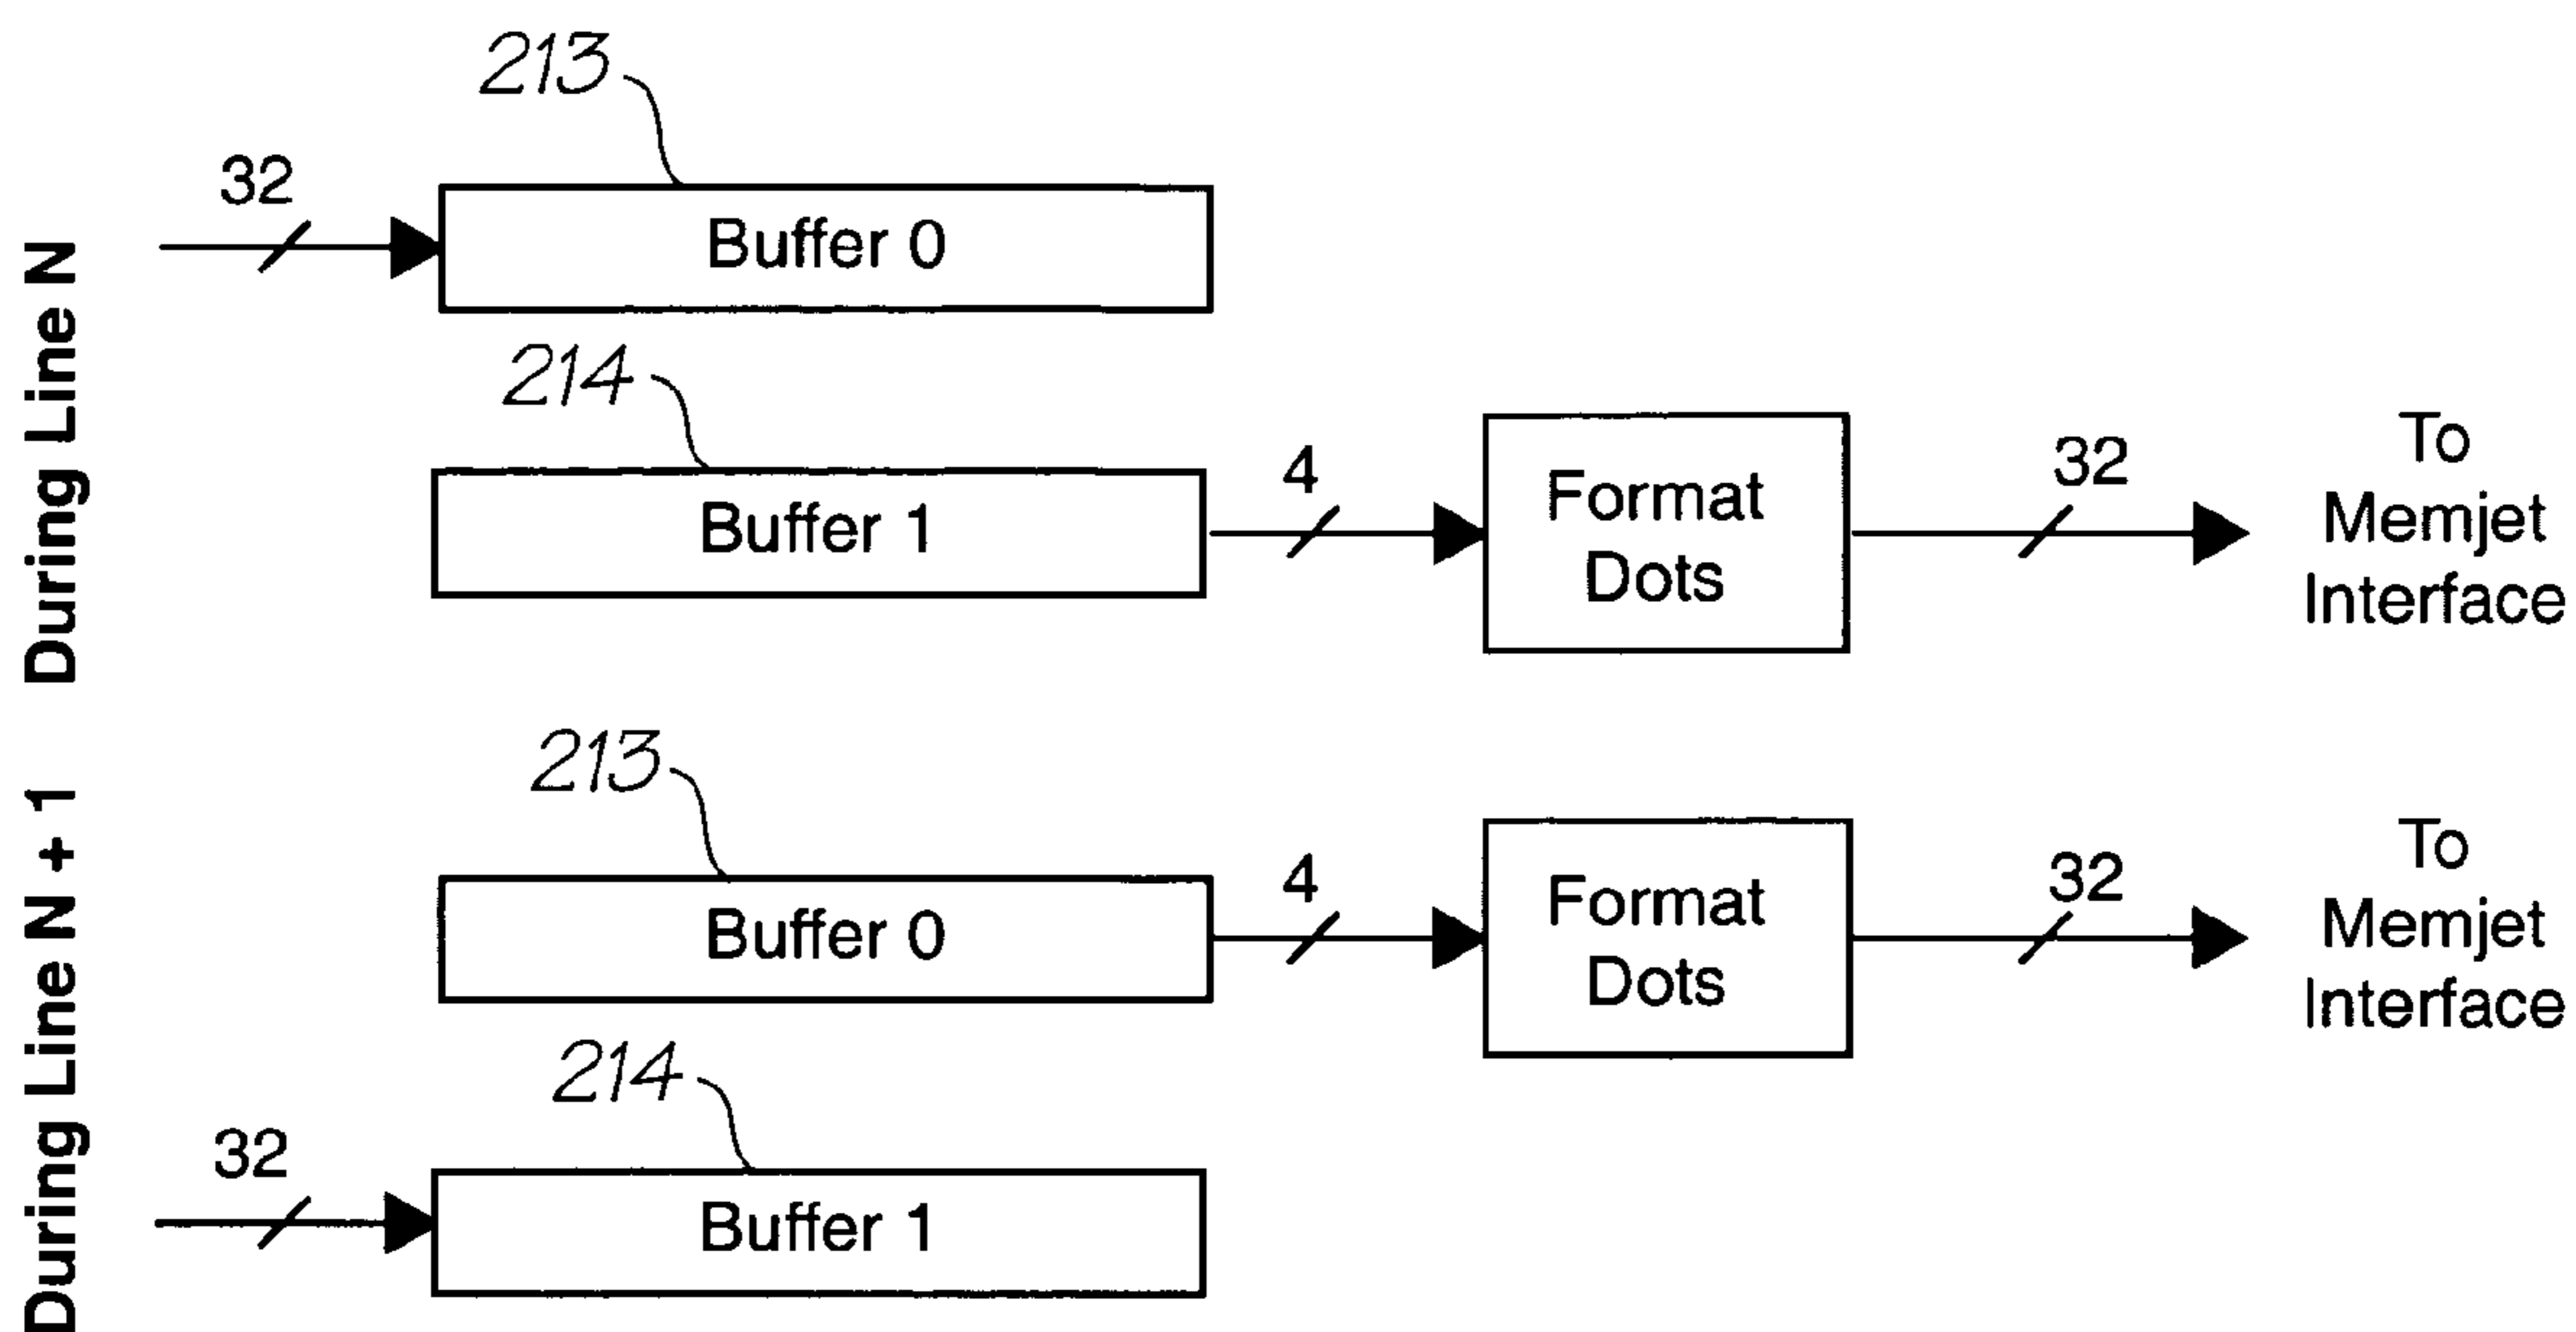 During Line N
213
32
Buffer 0
214
Buffer 1
4
Format
Dots
32
To
Memjet
Interface
During Line N + 1
213
Buffer 0
4
Format
Dots
32
To
Memjet
Interface
214
32
Buffer 1